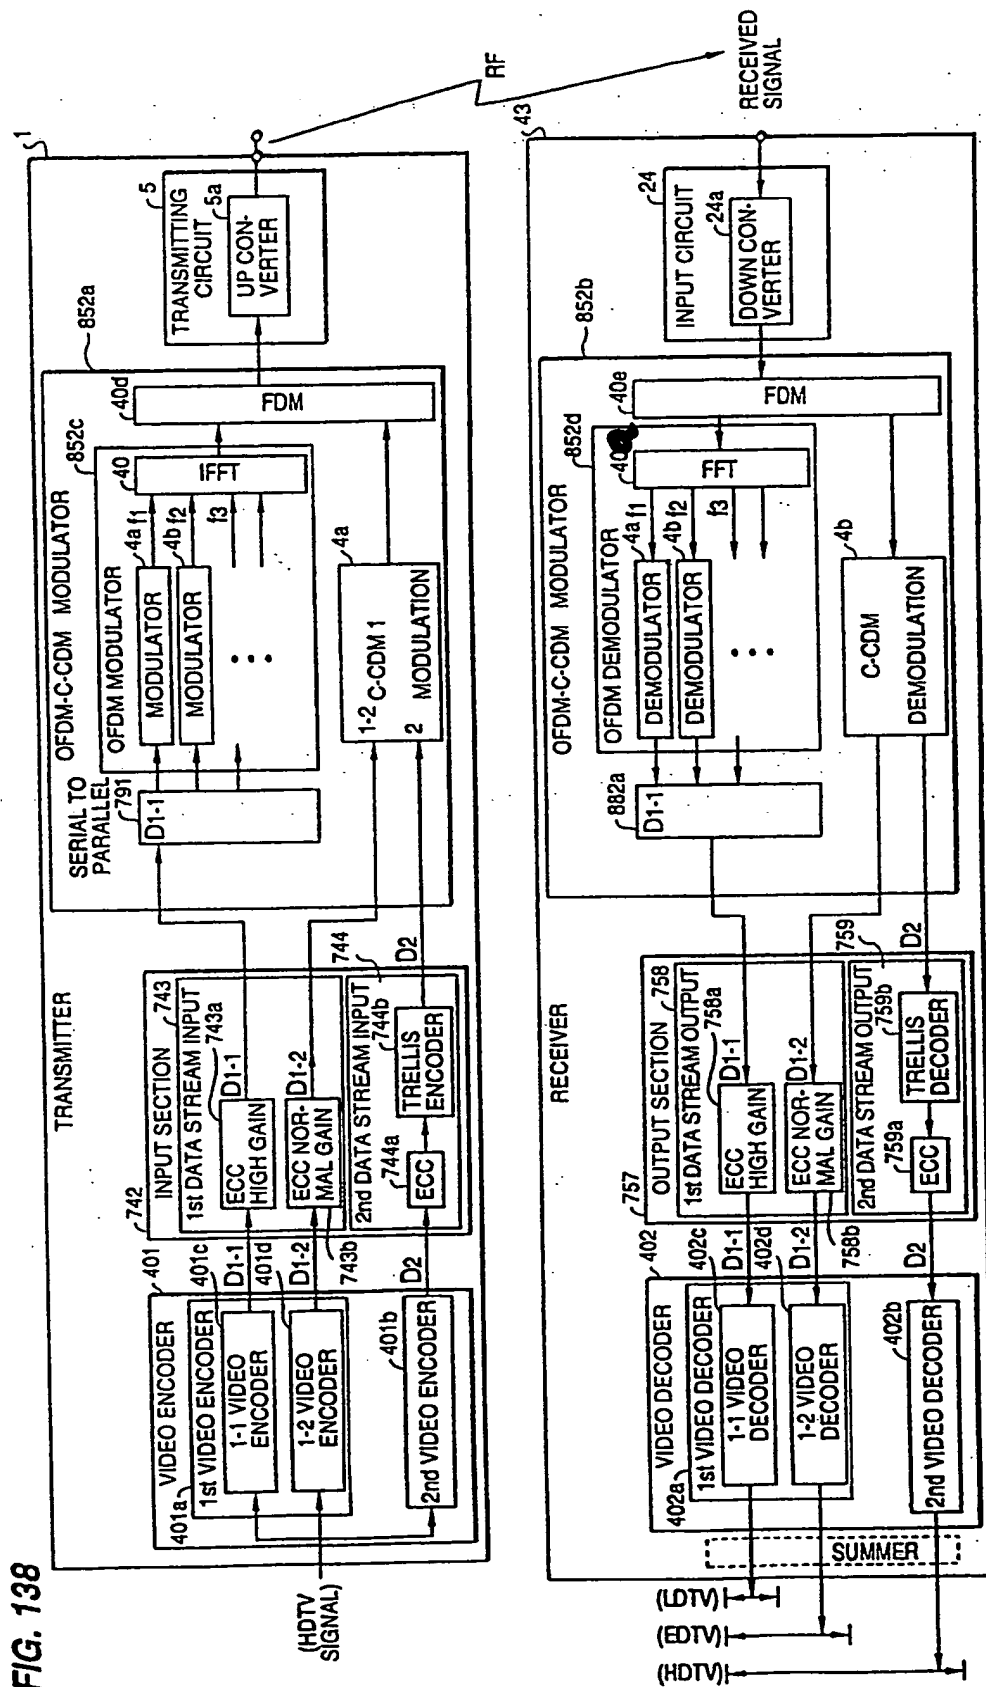 FIG. 138
TRANSMITTER
1
(HDTV
SIGNAL)
VIDEO ENCODER
401
401a
1st VIDEO ENCODER
401c
1-1 VIDEO
ENCODER
401d
1-2 VIDEO
ENCODER
401b
2nd VIDEO ENCODER
D1-1
D1-2
D2
742
INPUT SECTION
743
1st DATA STREAM INPUT
743a
ECC
HIGH GAIN
D1-1
ECC NOR-
MAL GAIN
D1-2
743b
744
2nd DATA STREAM INPUT
744a
ECC
744b
TRELLIS
ENCODER
D2
OFDM-C-CDM MODULATOR
852a
SERIAL TO
PARALLEL
791
D1-1
OFDM MODULATOR
852c
MODULATOR
4a
f1
MODULATOR
4b
f2
f3
40
IFFT
40d
FDM
4a
1-2
C-CDM 1
2
MODULATION
TRANSMITTING
CIRCUIT
5
5a
UP CON-
VERTER
RF
RECEIVED
SIGNAL
RECEIVER
43
INPUT CIRCUIT
24
24a
DOWN CON-
VERTER
OFDM-C-CDM MODULATOR
852b
40e
FDM
OFDM DEMODULATOR
852d
40
FFT
DEMODULATOR
4a
f1
DEMODULATOR
4b
f2
f3
882a
D1-1
4b
C-CDM
DEMODULATION
757
OUTPUT SECTION
758
1st DATA STREAM OUTPUT
758a
ECC
HIGH GAIN
D1-1
ECC NOR-
MAL GAIN
D1-2
758b
759
2nd DATA STREAM OUTPUT
759a
ECC
759b
TRELLIS
DECODER
D2
VIDEO DECODER
402
402a
1st VIDEO DECODER
402c
1-1 VIDEO
DECODER
402d
1-2 VIDEO
DECODER
402b
2nd VIDEO DECODER
D1-1
D1-2
D2
SUMMER
(LDTV)
(EDTV)
(HDTV)